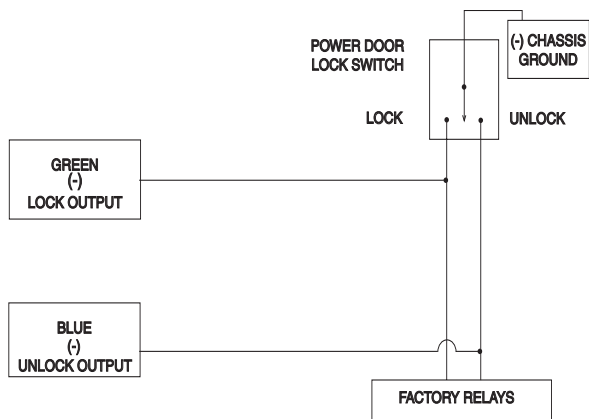 POWER DOOR
LOCK SWITCH
(-) CHASSIS
GROUND
LOCK
UNLOCK
GREEN
(-)
LOCK OUTPUT
BLUE
(-)
UNLOCK OUTPUT
FACTORY RELAYS